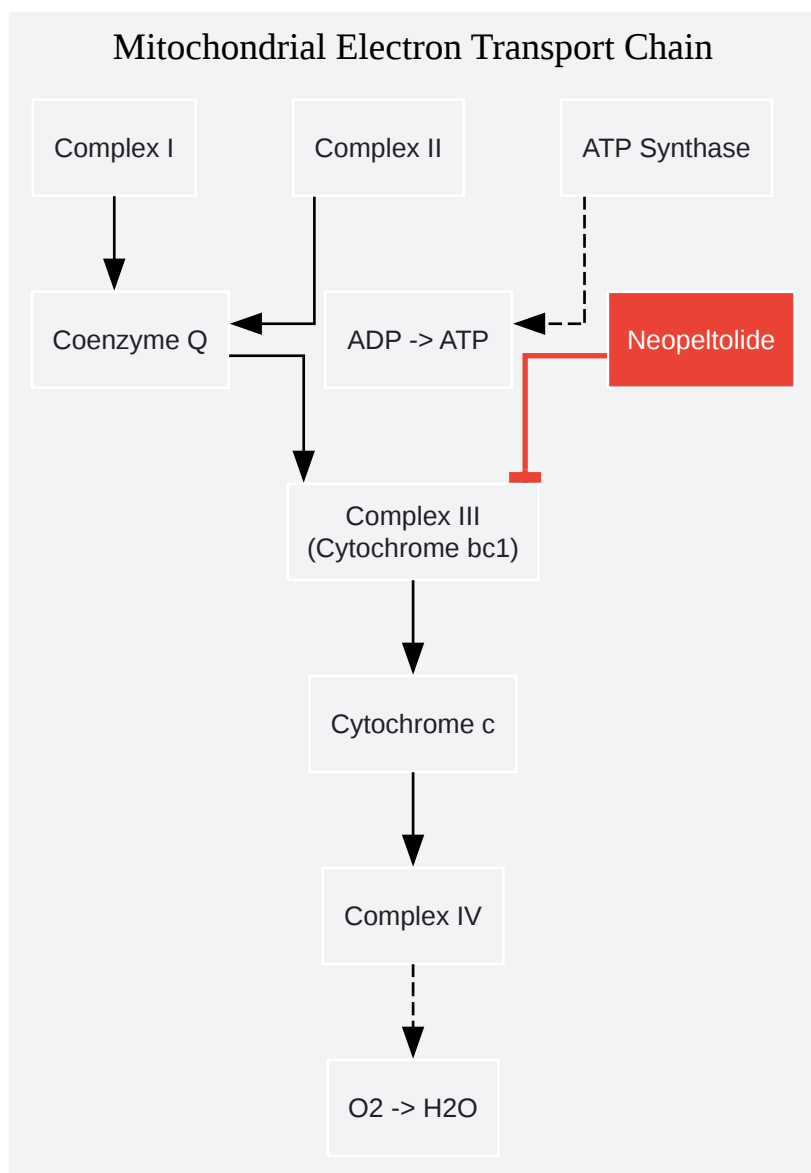 Mitochondrial Electron Transport Chain
Complex I
Complex II
ATP Synthase
Coenzyme Q
ADP -> ATP
Neopeltolide
Complex III
(Cytochrome bc1)
Cytochrome c
Complex IV
O2 -> H2O